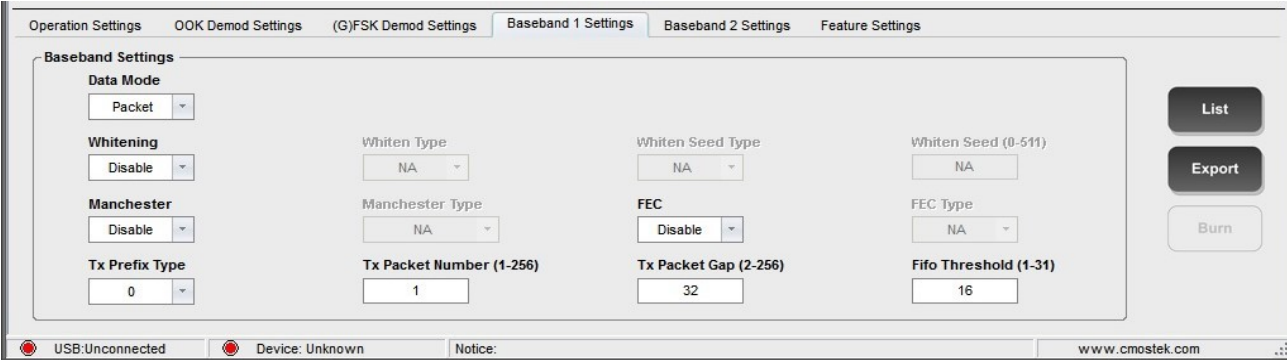 Operation Settings OOK Demod Settings (G)FSK Demod Settings Baseband 1 Settings Baseband 2 Settings Feature Settings
Baseband Settings
Data Mode
Packet
List
Whitening Whiten Type Whiten Seed Type Whiten Seed (0-511)
Disable NA NA NA
Export
Manchester Manchester Type FEC FEC Type
Disable NA Disable NA
Burn
Tx Prefix Type Tx Packet Number (1-256) Tx Packet Gap (2-256) Fifo Threshold (1-31)
0 1 32 16
USB:Unconnected Device: Unknown Notice: www.cmostek.com